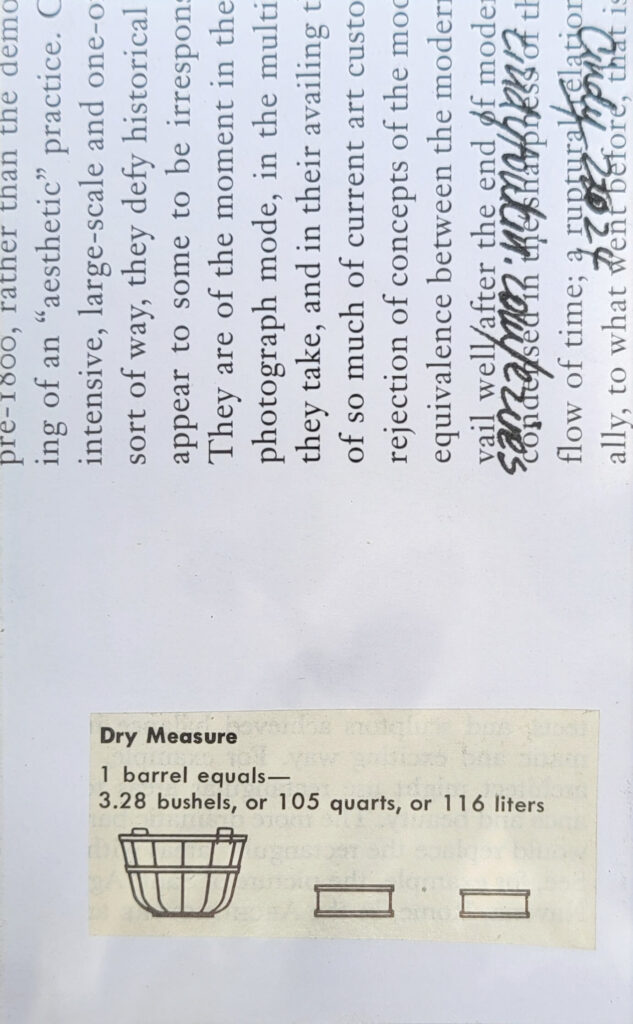 pre-1800, rather than the demo
ing of an “aesthetic” practice. C
intensive, large-scale and one-o
sort of way, they defy historical
appear to some to be irrespons
They are of the moment in the
photograph mode, in the multi
they take, and in their availing t
of so much of current art custo
rejection of concepts of the moo
equivalence between the modern
vail well after the end of moder
condensed in the of th
flow of time; a ruptural relation
ally, to what went before, that is
Cindy 2024
Dry Measure
1 barrel equals—
3.28 bushels, or 105 quarts, or 116 liters